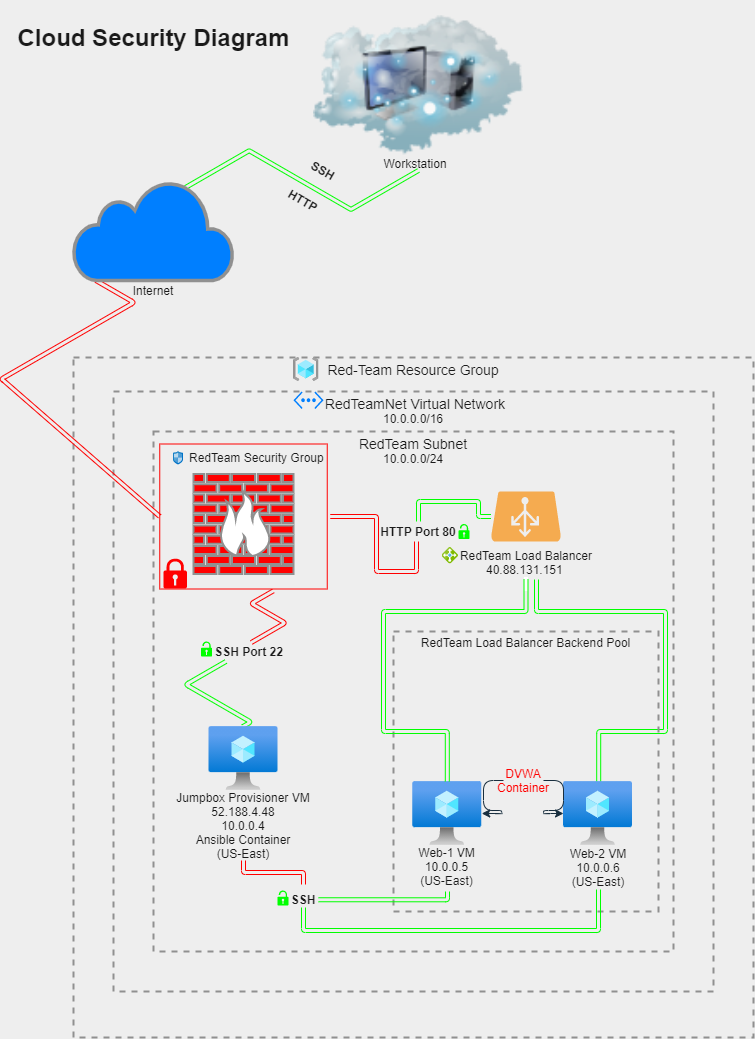 Cloud Security Diagram
Workstation
SSH
HTTP
Internet
Red-Team Resource Group
RedTeamNet Virtual Network
10.0.0.0/16
RedTeam Subnet
10.0.0.0/24
RedTeam Security Group
HTTP Port 80
RedTeam Load Balancer
40.88.131.151
SSH Port 22
RedTeam Load Balancer Backend Pool
Jumpbox Provisioner VM
52.188.4.48
10.0.0.4
Ansible Container
(US-East)
DVWA
Container
Web-1 VM
10.0.0.5
(US-East)
Web-2 VM
10.0.0.6
(US-East)
SSH